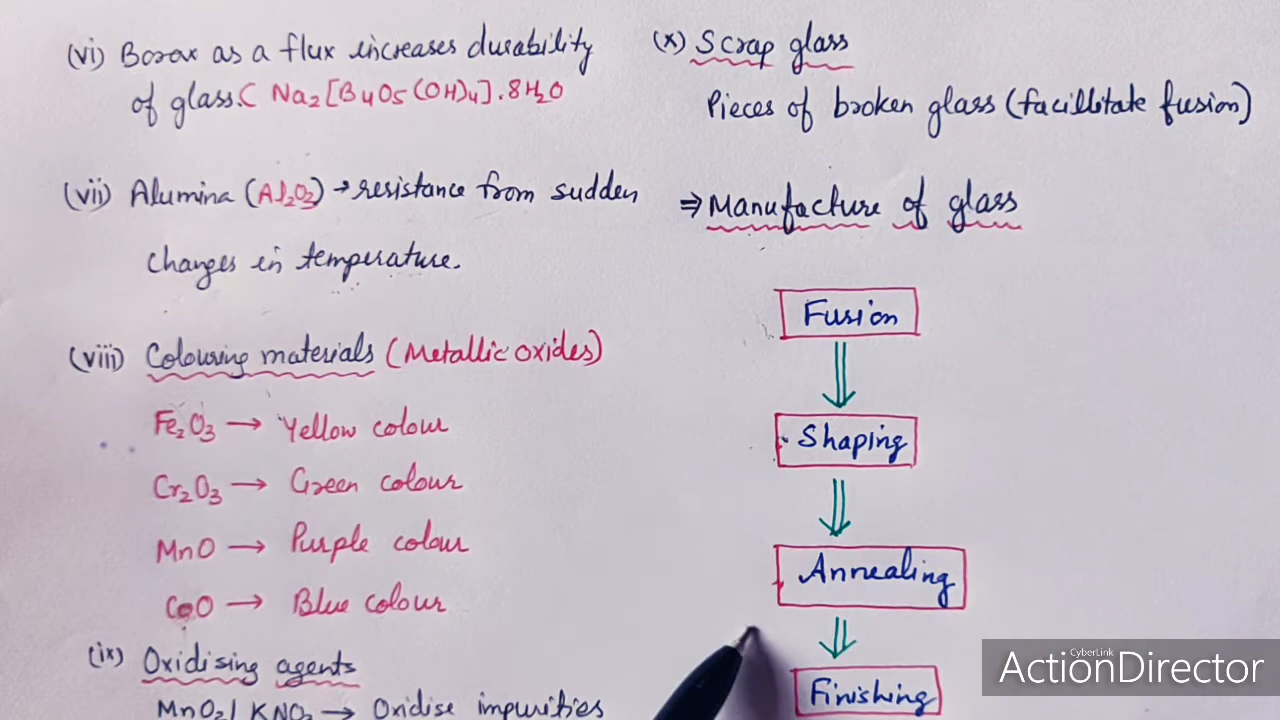 (vi) Borax as a flux increases durability
of glass.( Na2[B4O5(OH)4].8H2O
(vii) Alumina (Al2O3) → resistance from sudden
changes in temperature.
(viii) Colouring materials (Metallic oxides)
Fe2O3 → Yellow colour
Cr2O3 → Green colour
MnO → Purple colour
CoO → Blue colour
(ix) Oxidising agents
MnO2/ KNO3 → Oxidise impurities
(x) Scrap glass
Pieces of broken glass (facillitate fusion)
⇒ Manufacture of glass
Fusion
Shaping
Annealing
Finishing
CyberLink
ActionDirector